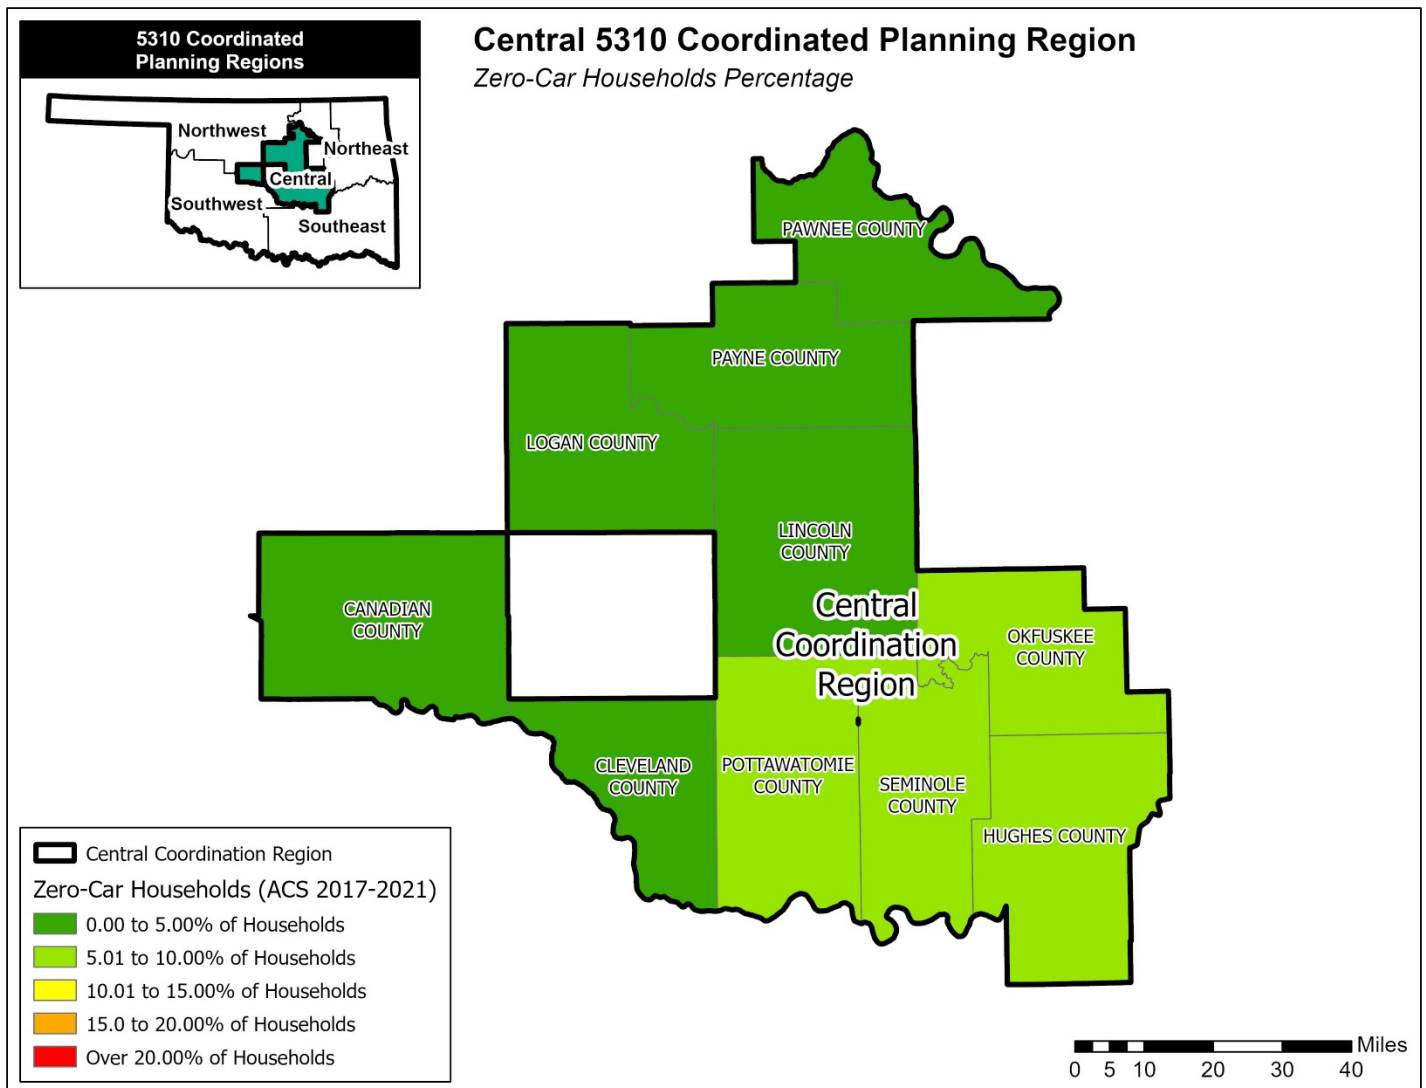 5310 Coordinated
Planning Regions
Northwest
Northeast
Central
Southwest
Southeast
Central 5310 Coordinated Planning Region
Zero-Car Households Percentage
PAWNEE COUNTY
PAYNE COUNTY
LOGAN COUNTY
LINCOLN
COUNTY
CANADIAN
COUNTY
Central
Coordination
Region
OKFUSKEE
COUNTY
CLEVELAND
COUNTY
POTTAWATOMIE
COUNTY
SEMINOLE
COUNTY
HUGHES COUNTY
Central Coordination Region
Zero-Car Households (ACS 2017-2021)
0.00 to 5.00% of Households
5.01 to 10.00% of Households
10.01 to 15.00% of Households
15.0 to 20.00% of Households
Over 20.00% of Households
Miles
0 5 10 20 30 40